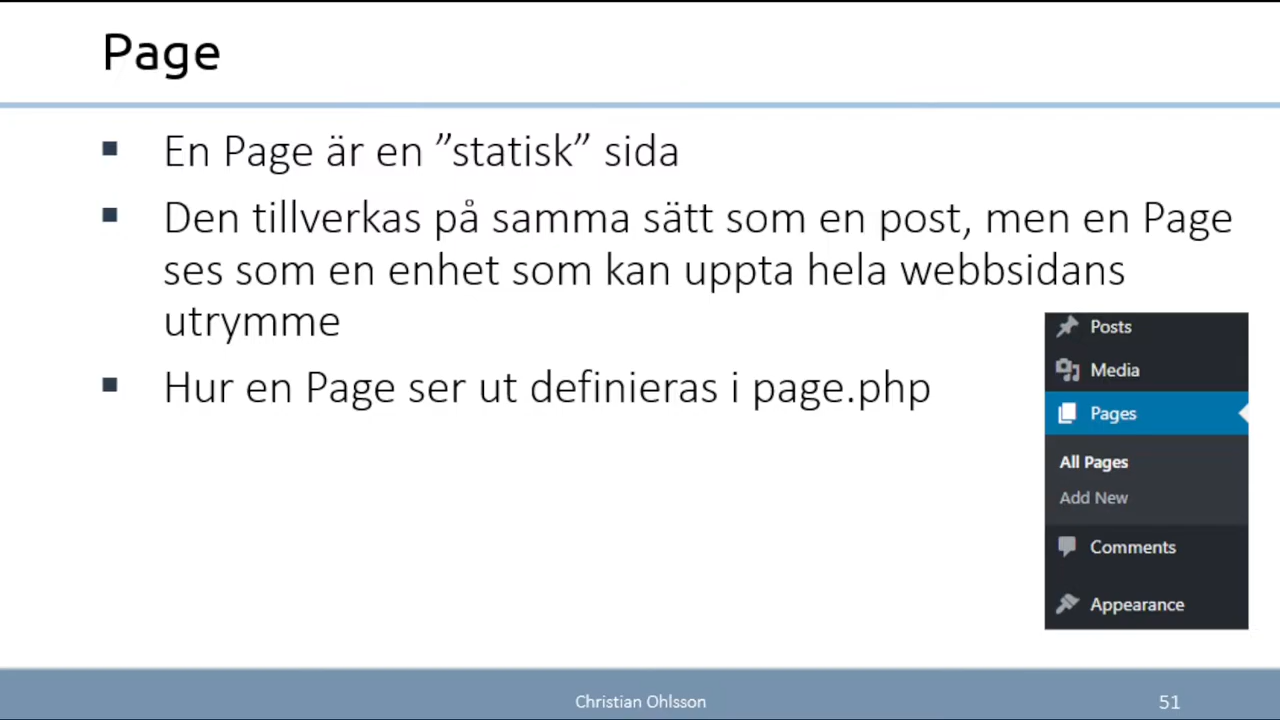 Page
En Page är en ”statisk” sida
Den tillverkas på samma sätt som en post, men en Page
ses som en enhet som kan uppta hela webbsidans
utrymme
Hur en Page ser ut definieras i page.php
Posts
Media
Pages
All Pages
Add New
Comments
Appearance
Christian Ohlsson
51